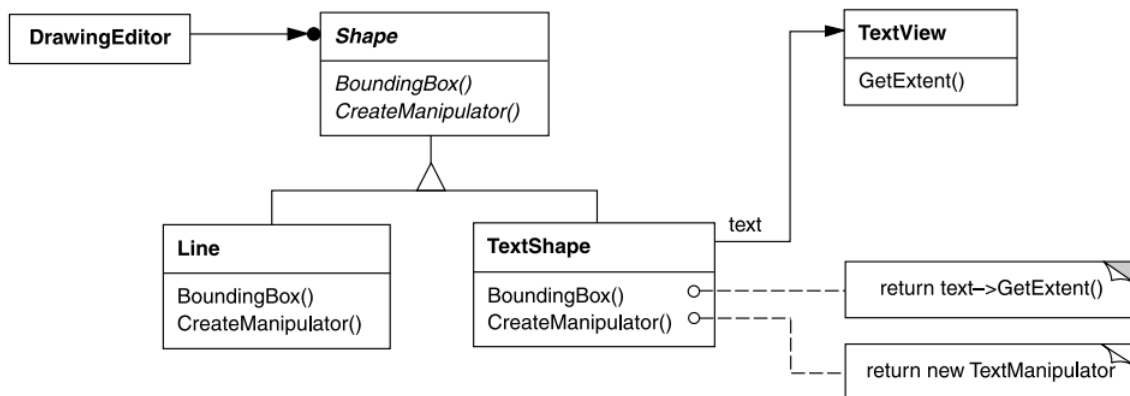 DrawingEditor
Shape
BoundingBox()
CreateManipulator()
TextView
GetExtent()
Line
BoundingBox()
CreateManipulator()
TextShape
BoundingBox()
CreateManipulator()
text
return text–>GetExtent()
return new TextManipulator